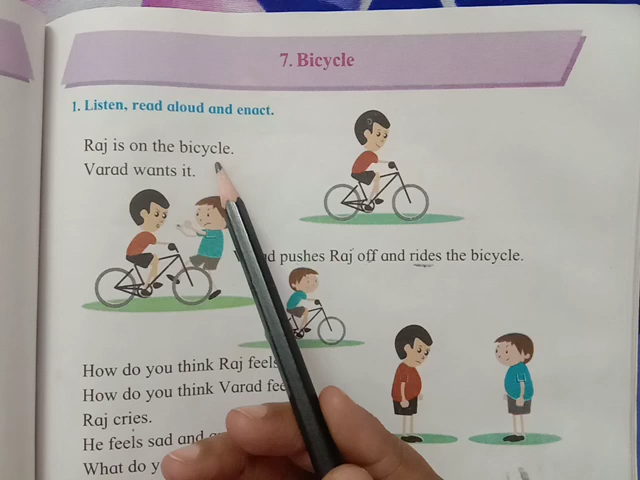 7. Bicycle
1. Listen, read aloud and enact.
Raj is on the bicycle.
Varad wants it.
pushes Raj off and rides the bicycle.
How do you think Raj feels
How do you think Varad
Raj cries.
He feels sad and
What do